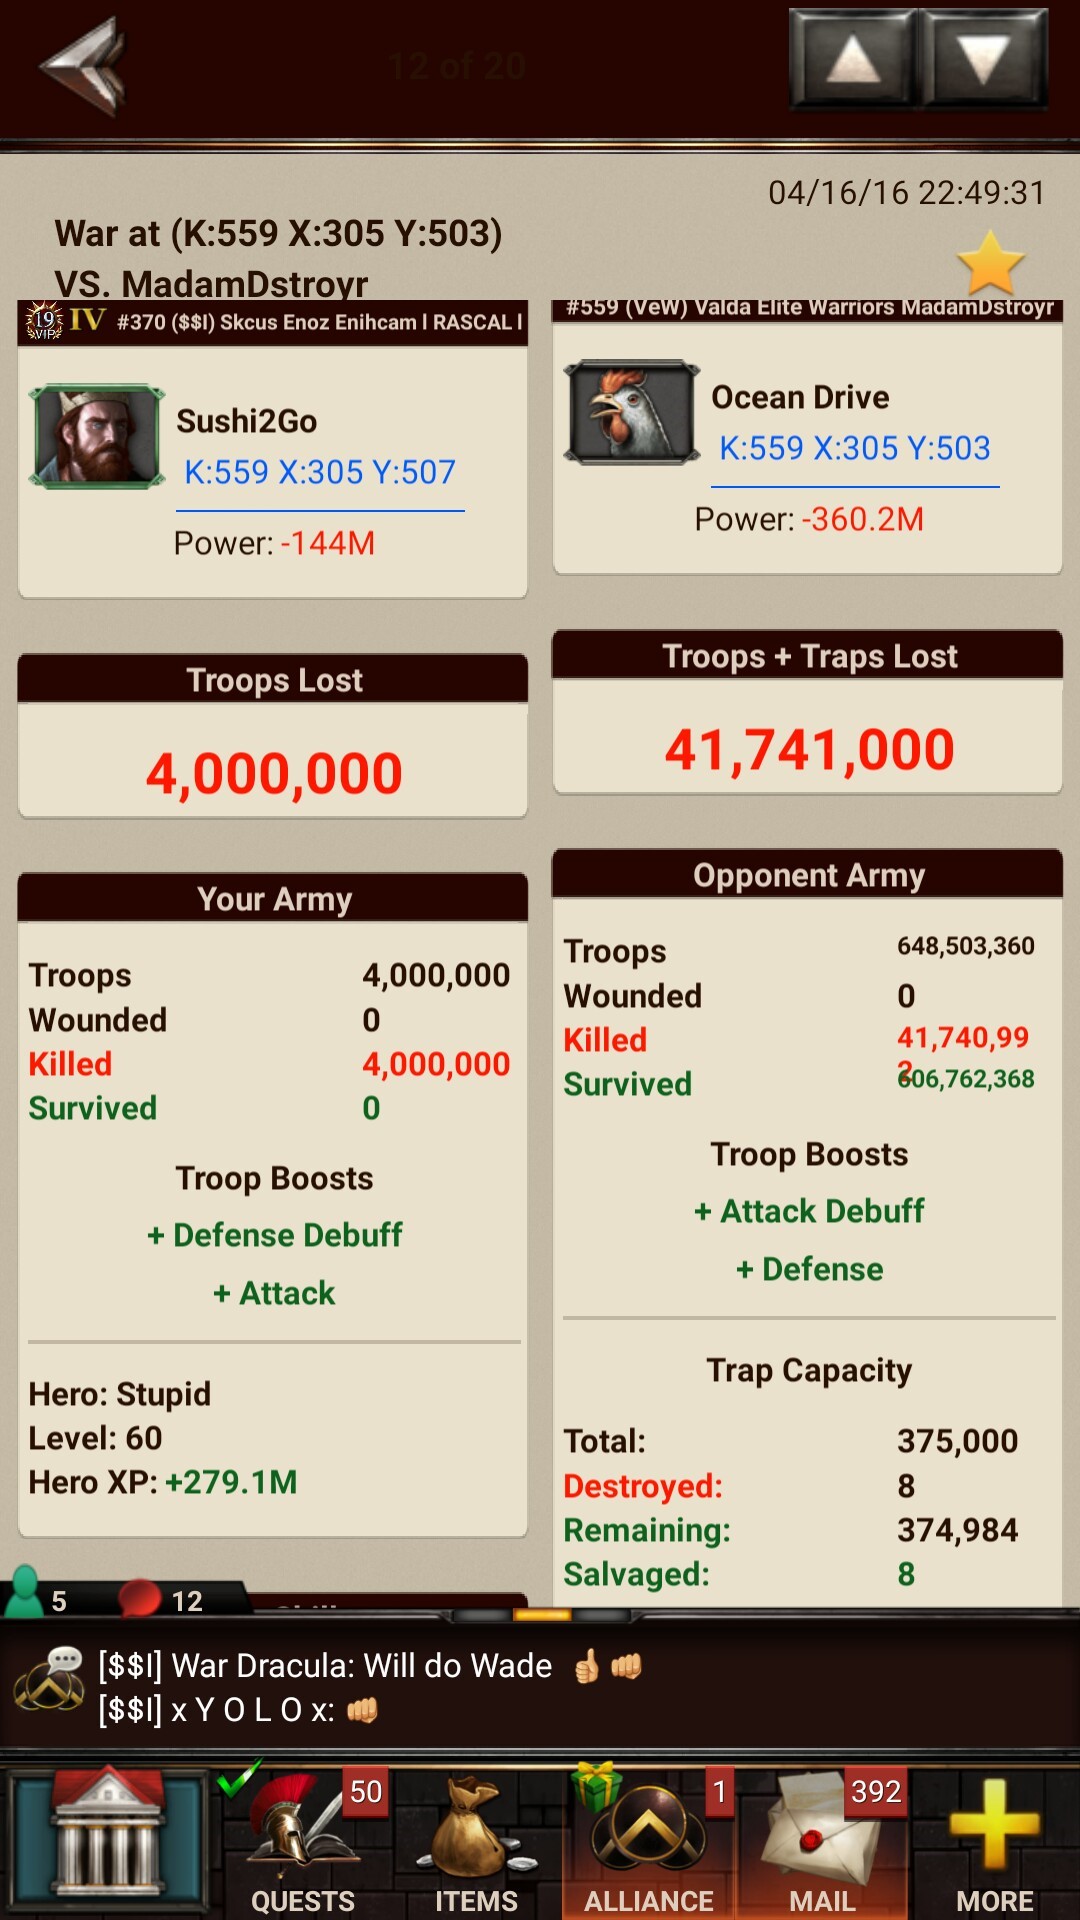 12 of 20
04/16/16 22:49:31
War at (K:559 X:305 Y:503)
VS. MadamDstroyr
19 VIP IV #370 ($$I) Skcus Enoz Enihcam l RASCAL l
Sushi2Go
K:559 X:305 Y:507
Power: -144M
Troops Lost
4,000,000
Your Army
Troops 4,000,000
Wounded 0
Killed 4,000,000
Survived 0
Troop Boosts
+ Defense Debuff
+ Attack
Hero: Stupid
Level: 60
Hero XP: +279.1M
#559 (VeW) Valda Elite Warriors MadamDstroyr
Ocean Drive
K:559 X:305 Y:503
Power: -360.2M
Troops + Traps Lost
41,741,000
Opponent Army
Troops 648,503,360
Wounded 0
Killed 41,740,99
2
Survived 606,762,368
Troop Boosts
+ Attack Debuff
+ Defense
Trap Capacity
Total: 375,000
Destroyed: 8
Remaining: 374,984
Salvaged: 8
5 12
[$$I] War Dracula: Will do Wade 👍👊
[$$I] x Y O L O x: 👊
50 1 392
QUESTS ITEMS ALLIANCE MAIL MORE